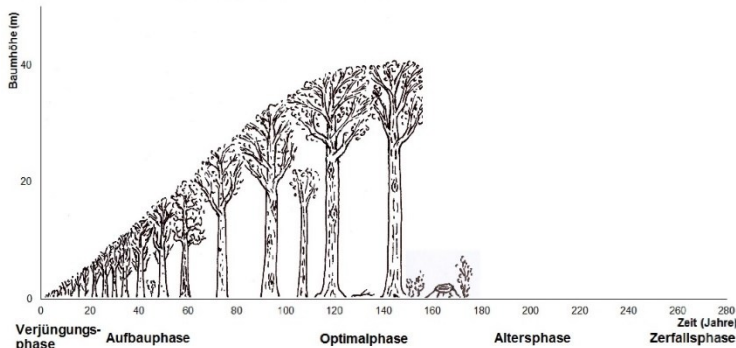 Baumhöhe (m)
40
20
0
0 20 40 60 80 100 120 140 160 180 200 220 240 260 280
Zeit (Jahre)
Verjüngungs-
phase Aufbauphase Optimalphase Altersphase Zerfallsphase